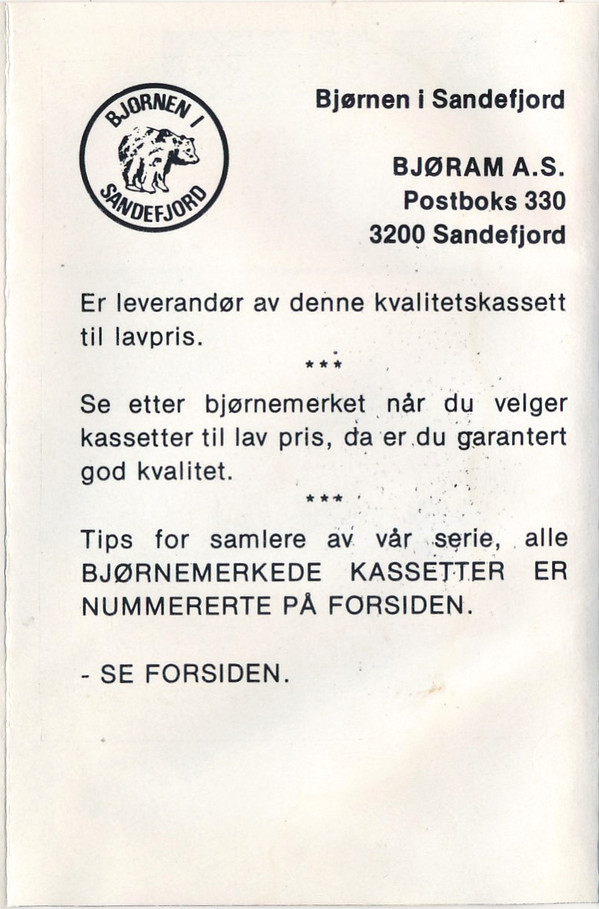 BJØRNEN I
SANDEFJORD
Bjørnen i Sandefjord
BJØRAM A.S.
Postboks 330
3200 Sandefjord
Er leverandør av denne kvalitetskassett
til lavpris.
***
Se etter bjørnemerket når du velger
kassetter til lav pris, da er du garantert
god kvalitet.
***
Tips for samlere av vår serie, alle
BJØRNEMERKEDE KASSETTER ER
NUMMERERTE PÅ FORSIDEN.
- SE FORSIDEN.